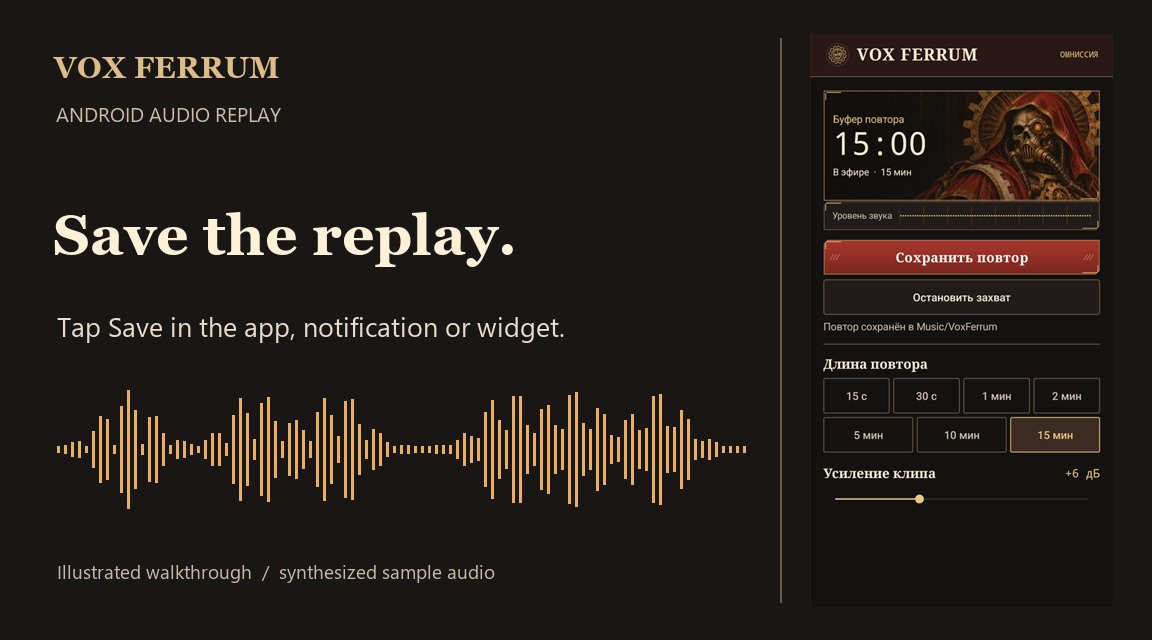 VOX FERRUM
ANDROID AUDIO REPLAY
Save the replay.
Tap Save in the app, notification or widget.
Illustrated walkthrough / synthesized sample audio
VOX FERRUM
ОМНИССИЯ
Буфер повтора
15:00
В эфире · 15 мин
Уровень звука
/// Сохранить повтор ///
Остановить захват
Повтор сохранён в Music/VoxFerrum
Длина повтора
15 с 30 с 1 мин 2 мин
5 мин 10 мин 15 мин
Усиление клипа +6 дБ